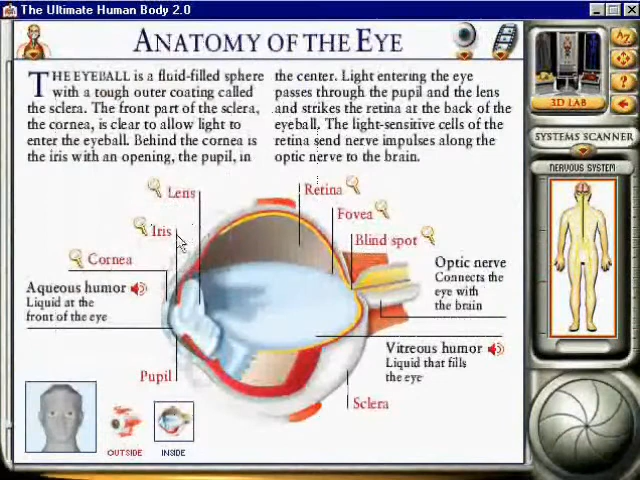 The Ultimate Human Body 2.0
ANATOMY OF THE EYE
THE EYEBALL is a fluid-filled sphere
with a tough outer coating called
the sclera. The front part of the sclera,
the cornea, is clear to allow light to
enter the eyeball. Behind the cornea is
the iris with an opening, the pupil, in
the center. Light entering the eye
passes through the pupil and the lens
and strikes the retina at the back of the
eyeball. The light-sensitive cells of the
retina send nerve impulses along the
optic nerve to the brain.
A
Z
?
3D LAB
SYSTEMS SCANNER
NERVOUS SYSTEM
Lens
Retina
Iris
Fovea
Blind spot
Cornea
Optic nerve
Connects the
eye with
the brain
Aqueous humor
Liquid at the
front of the eye
Vitreous humor
Liquid that fills
the eye
Pupil
Sclera
OUTSIDE
INSIDE